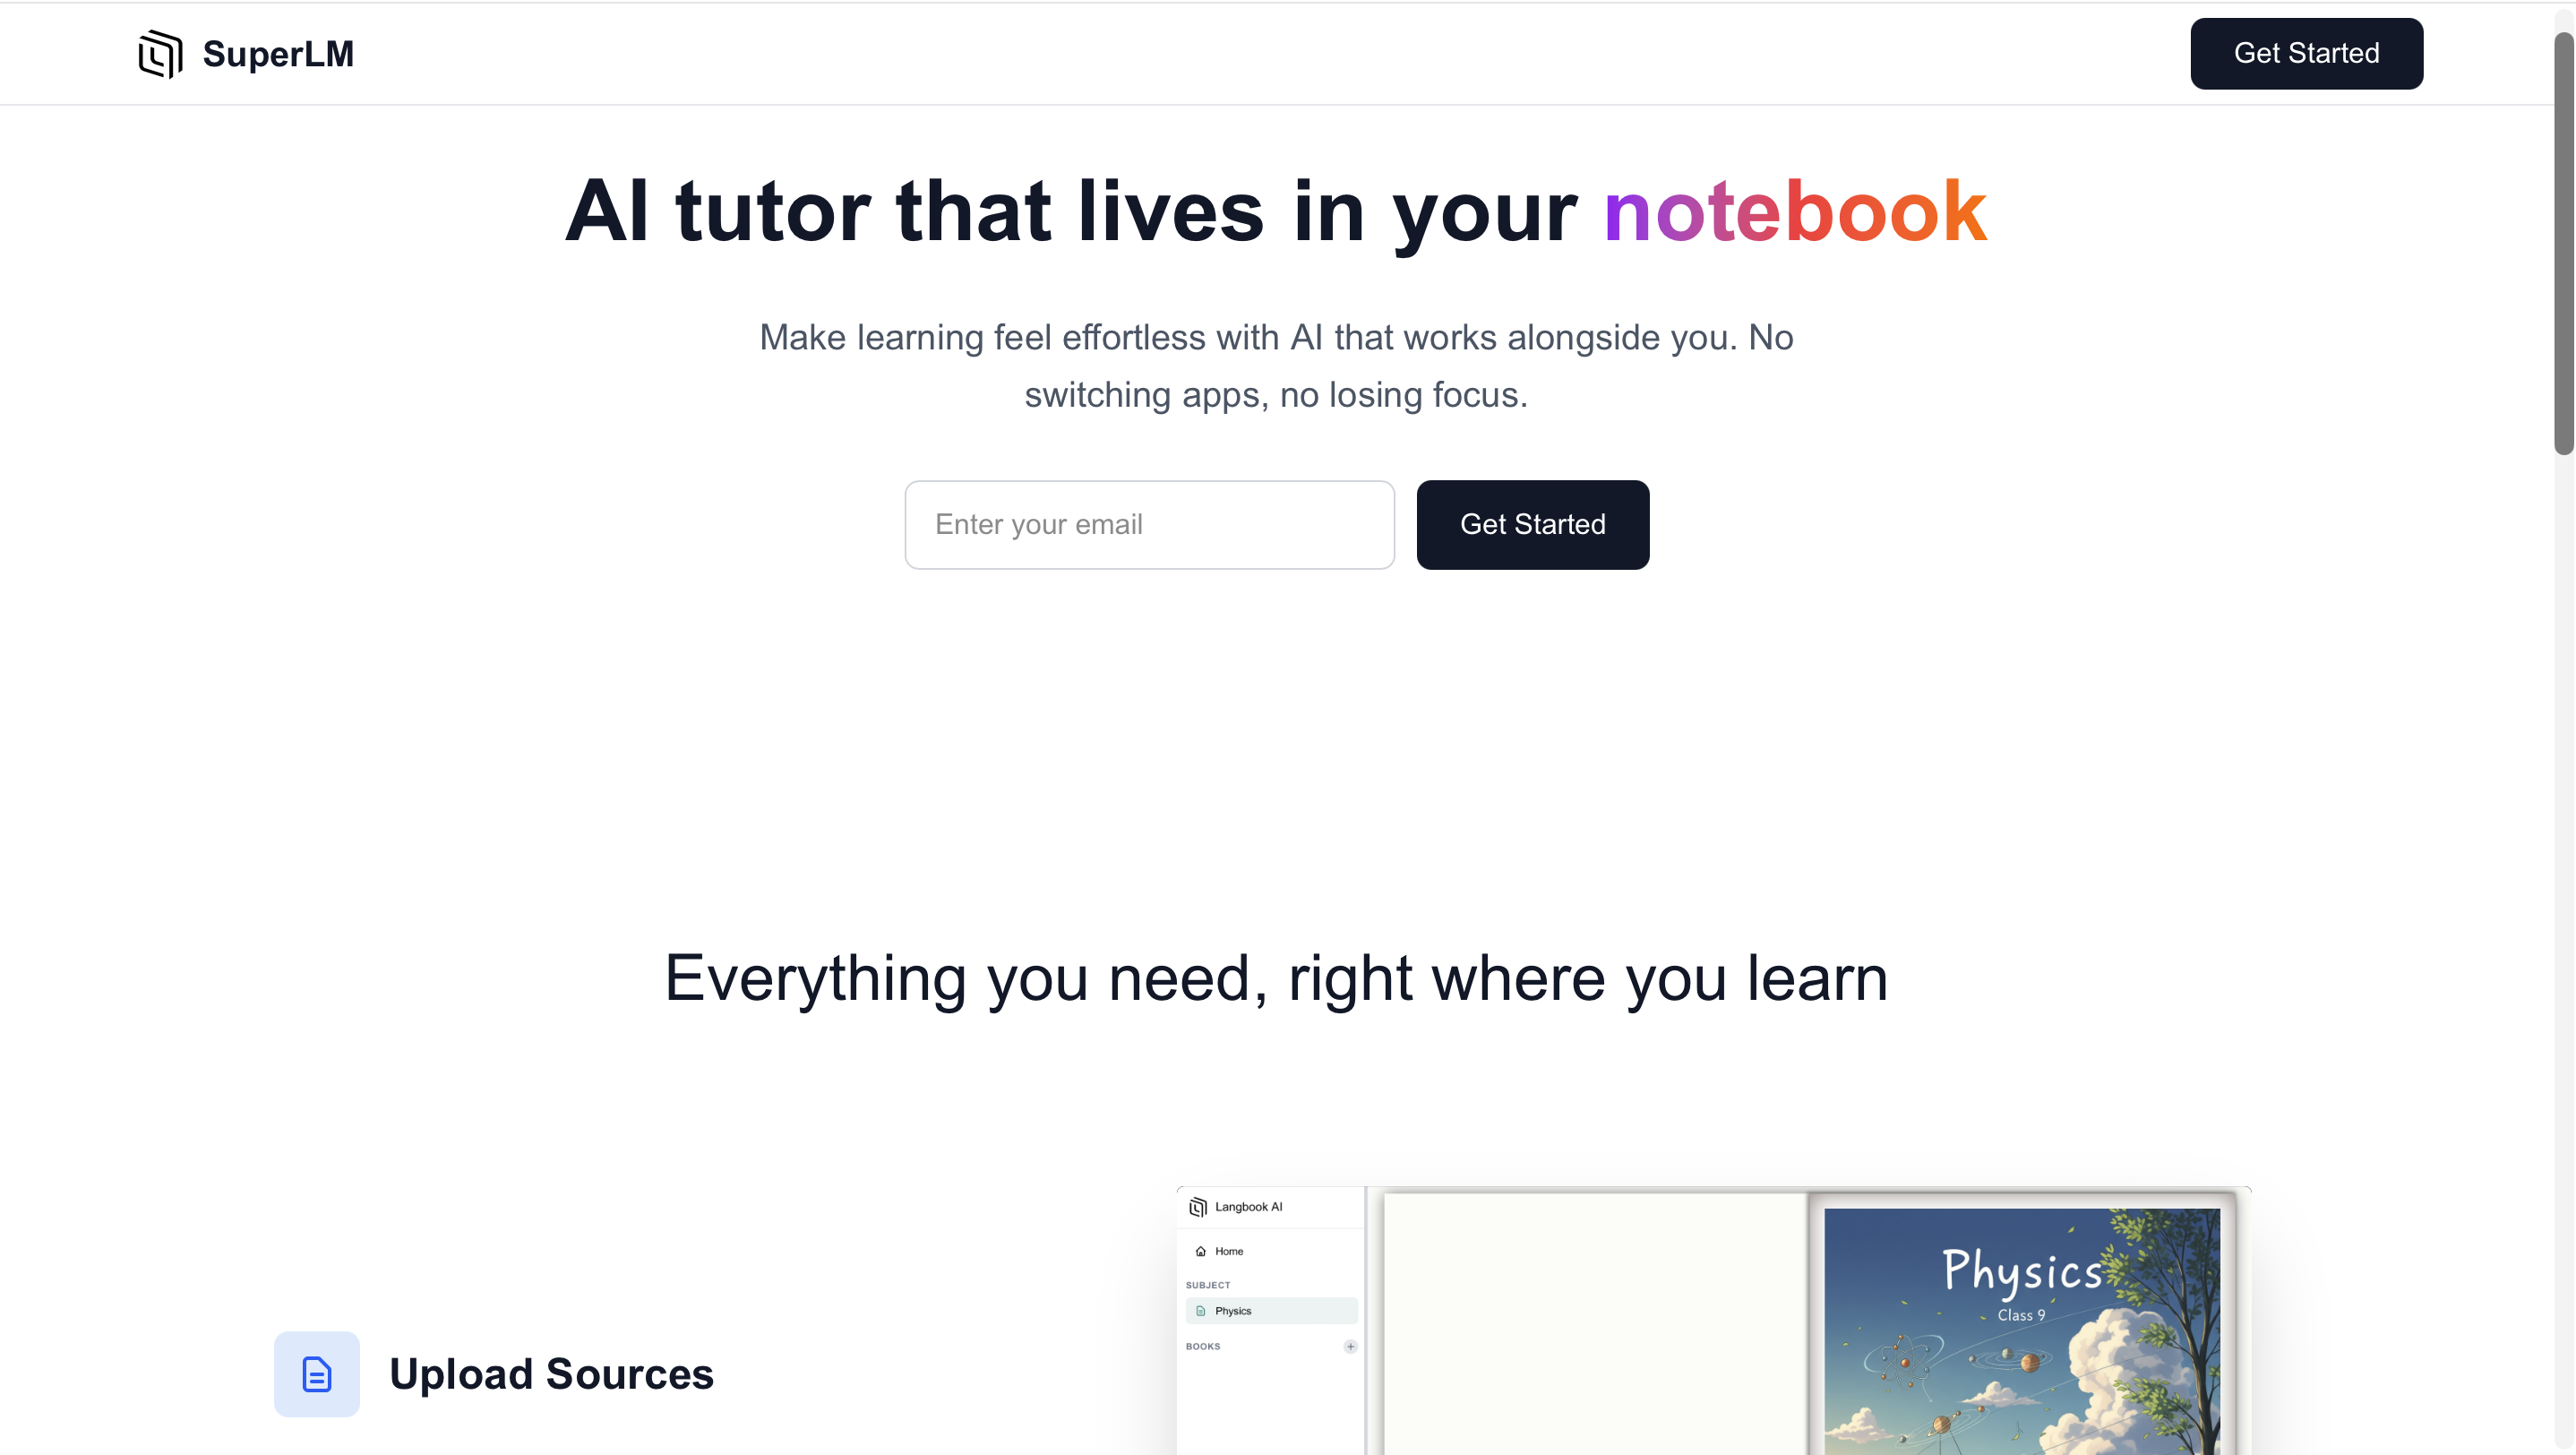 SuperLM
Get Started
AI tutor that lives in your notebook
Make learning feel effortless with AI that works alongside you. No
switching apps, no losing focus.
Enter your email
Get Started
Everything you need, right where you learn
Upload Sources
Langbook AI
Home
SUBJECT
Physics
BOOKS
Physics
Class 9